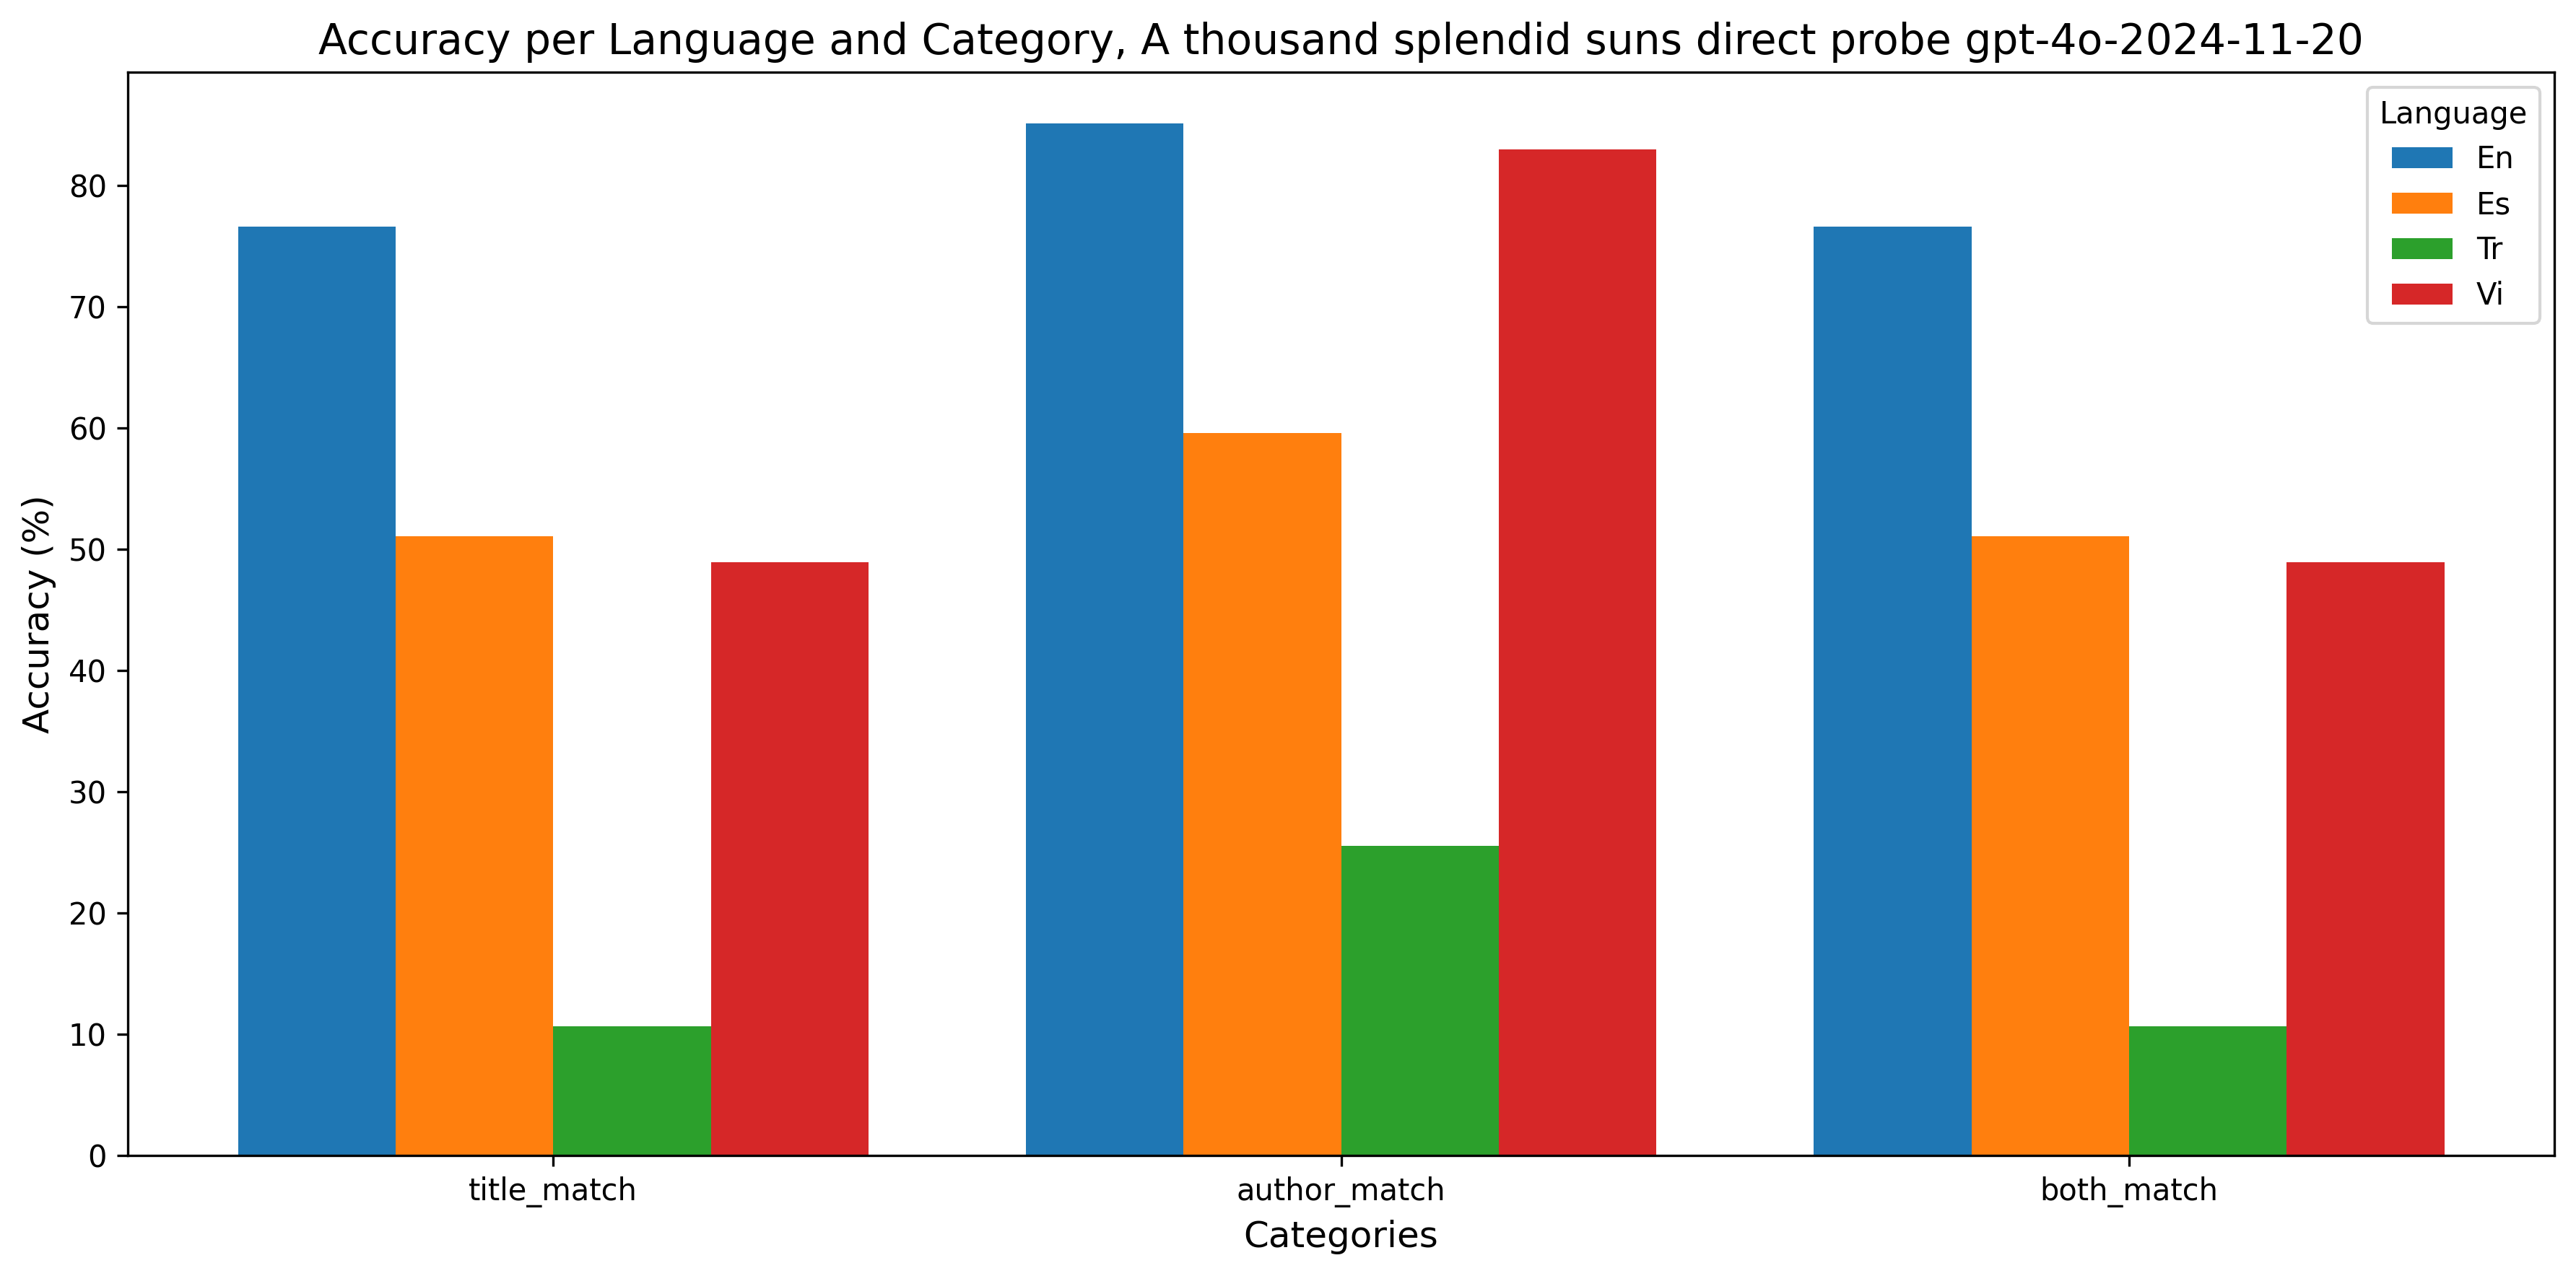 Accuracy per Language and Category, A thousand splendid suns direct probe gpt-4o-2024-11-20
Language
En
Es
Tr
Vi
Accuracy (%)
80
70
60
50
40
30
20
10
0
title_match
author_match
both_match
Categories